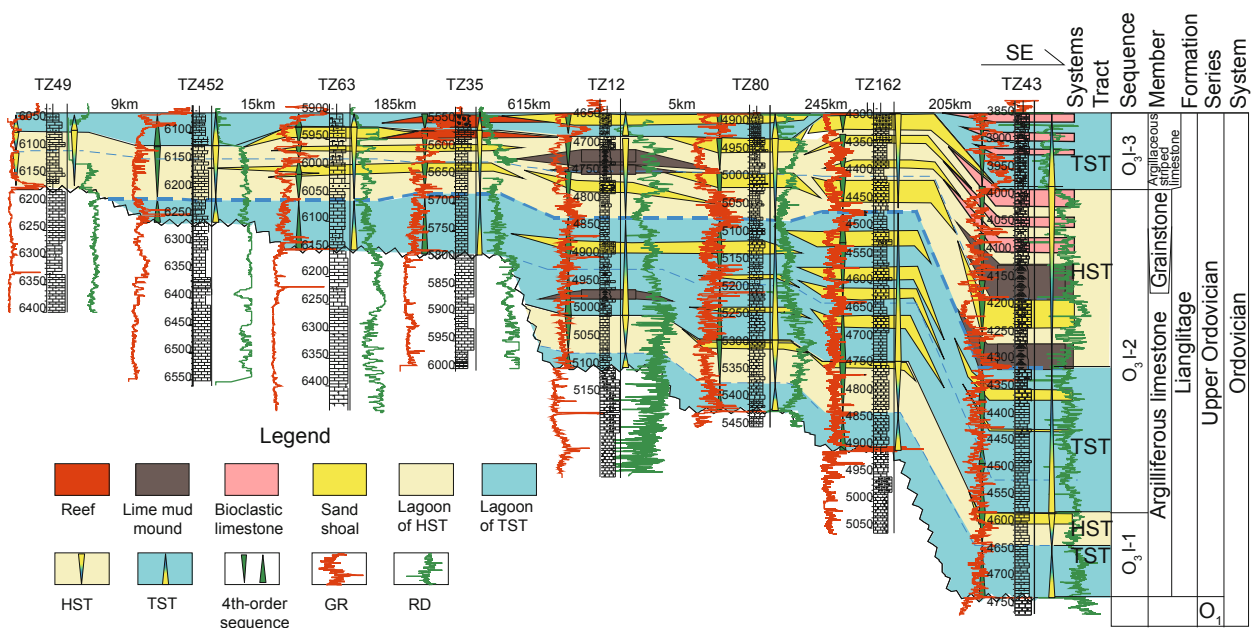 SE
Systems
Tract
Sequence
Member
Formation
Series
System
TZ49
TZ452
TZ63
TZ35
TZ12
TZ80
TZ162
TZ43
9km
15km
185km
615km
5km
245km
205km
6050
6100
6150
6200
6250
6300
6350
6400
6100
6150
6200
6250
6300
6350
6400
6450
6500
6550
5900
5950
6000
6050
6100
6150
6200
6250
6300
6350
6400
5550
5600
5650
5700
5750
5800
5850
5900
5950
6000
4650
4700
4750
4800
4850
4900
4950
5000
5050
5100
5150
4900
4950
5000
5050
5100
5150
5200
5250
5300
5350
5400
5450
4300
4350
4400
4450
4500
4550
4600
4650
4700
4750
4800
4850
4900
4950
5000
5050
3850
3900
3950
4000
4050
4100
4150
4200
4250
4300
4350
4400
4450
4500
4550
4600
4650
4700
4750
TST
HST
TST
HST
TST
O₃l-3
O₃l-2
O₃l-1
Argillaceous
striped
limestone
Grainstone
Argilliferous limestone
Lianglitage
Upper Ordovician
O₁
Ordovician
Legend
Reef
Lime mud
mound
Bioclastic
limestone
Sand
shoal
Lagoon
of HST
Lagoon
of TST
HST
TST
4th-order
sequence
GR
RD